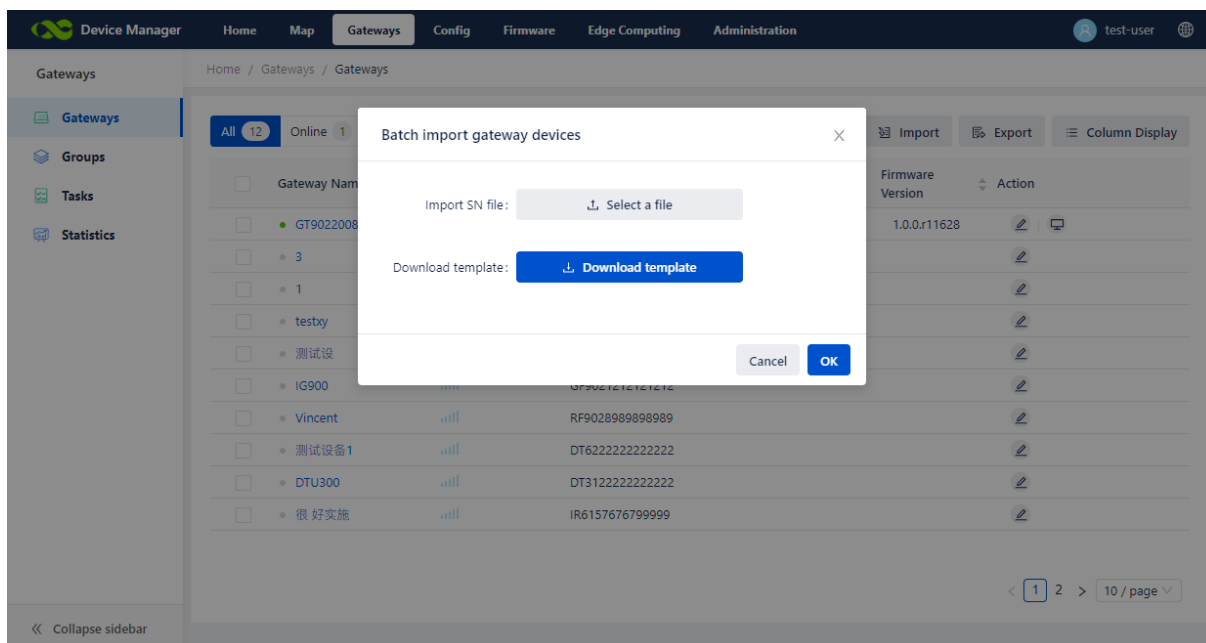 Device Manager Home Map Gateways Config Firmware Edge Computing Administration test-user
Gateways
Home / Gateways / Gateways
Gateways
Groups
Tasks
Statistics
All 12 Online 1
Import Export Column Display
Batch import gateway devices
Import SN file: Select a file
Download template: Download template
Cancel OK
Gateway Nam
Firmware
Version
Action
GT9022008 1.0.0.r11628
3
1
testxy
测试设
IG900 GF9021212121212
Vincent RF9028989898989
测试设备1 DT6222222222222
DTU300 DT3122222222222
很 好实施 IR6157676799999
< 1 2 > 10 / page
Collapse sidebar